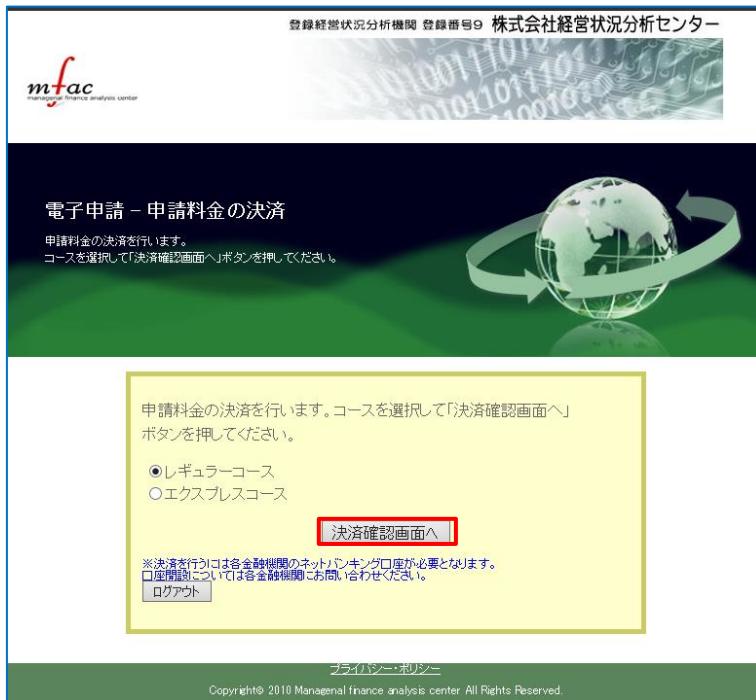 登録経営状況分析機関 登録番号9 株式会社経営状況分析センター
mfac
managenal finance analysis center
電子申請 – 申請料金の決済
申請料金の決済を行います。
コースを選択して「決済確認画面へ」ボタンを押してください。
申請料金の決済を行います。コースを選択して「決済確認画面へ」
ボタンを押してください。
レギュラーコース
エクスプレスコース
決済確認画面へ
※決済を行うには各金融機関のネットバンキング口座が必要となります。
口座開設については各金融機関にお問い合わせください。
ログアウト
プライバシー・ポリシー
Copyright© 2010 Managenal finance analysis center All Rights Reserved.